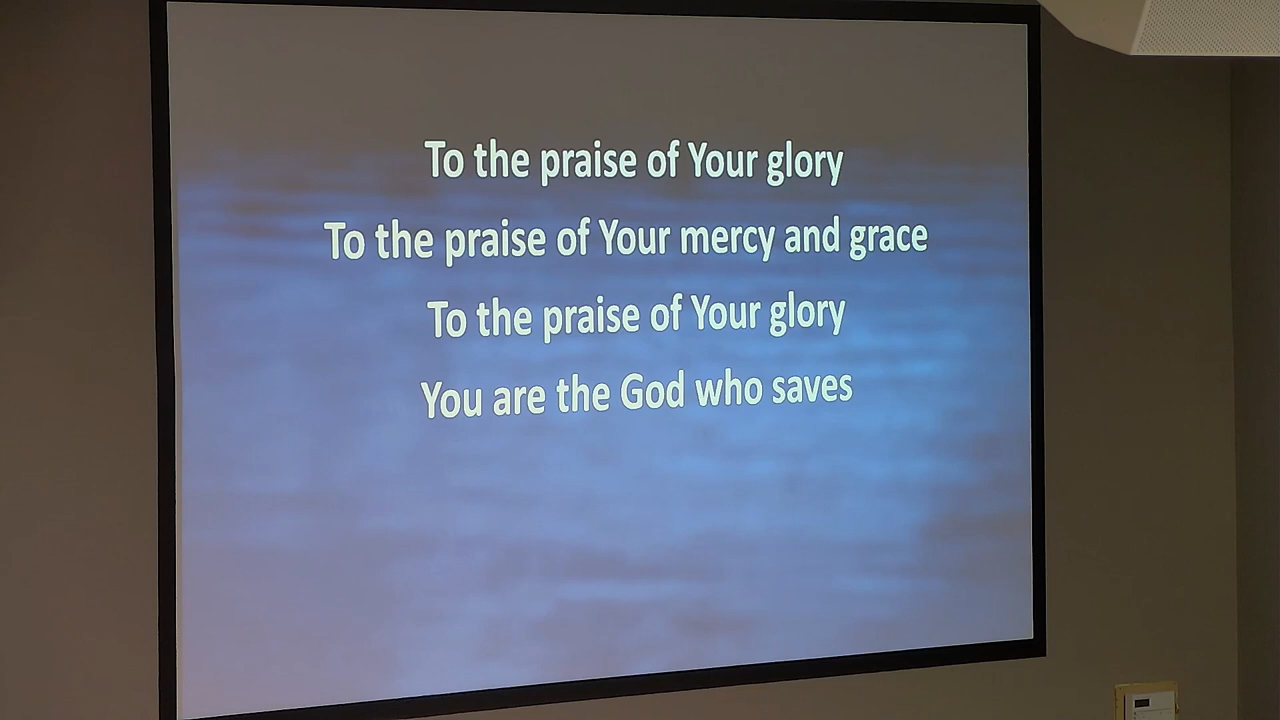 To the praise of Your glory
To the praise of Your mercy and grace
To the praise of Your glory
You are the God who saves